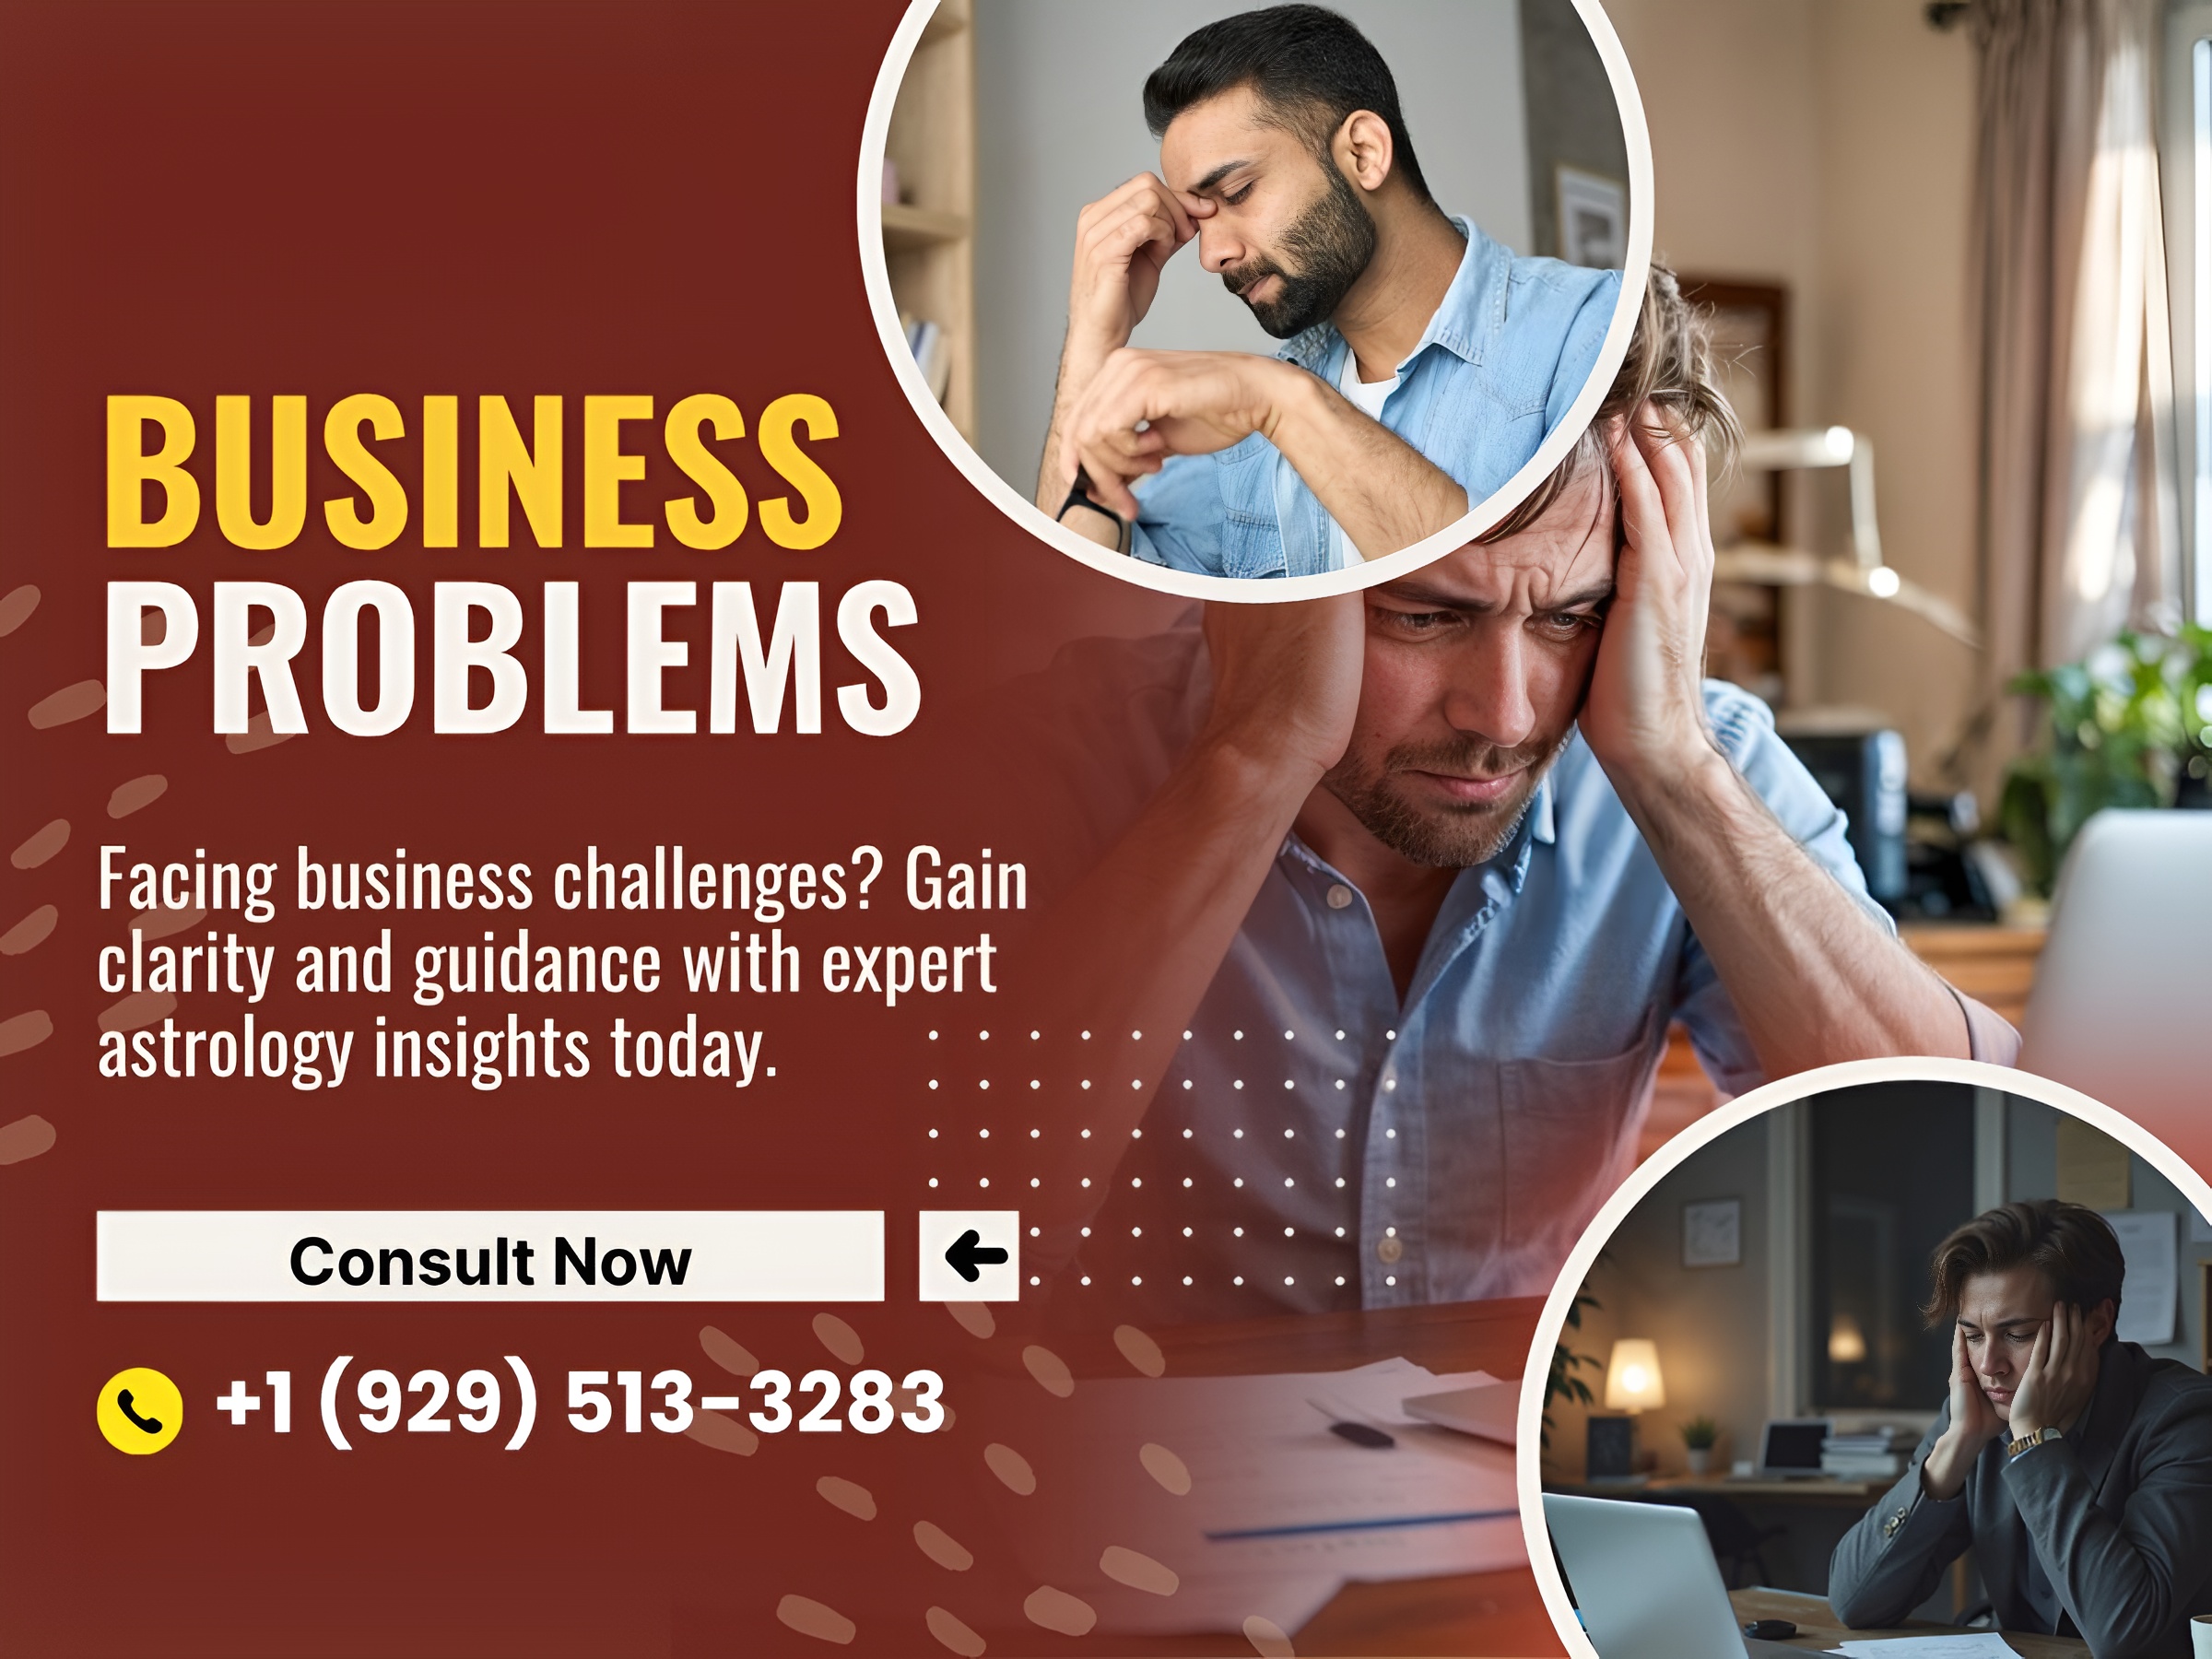 BUSINESS
PROBLEMS
Facing business challenges? Gain
clarity and guidance with expert
astrology insights today.
Consult Now
+1 (929) 513-3283